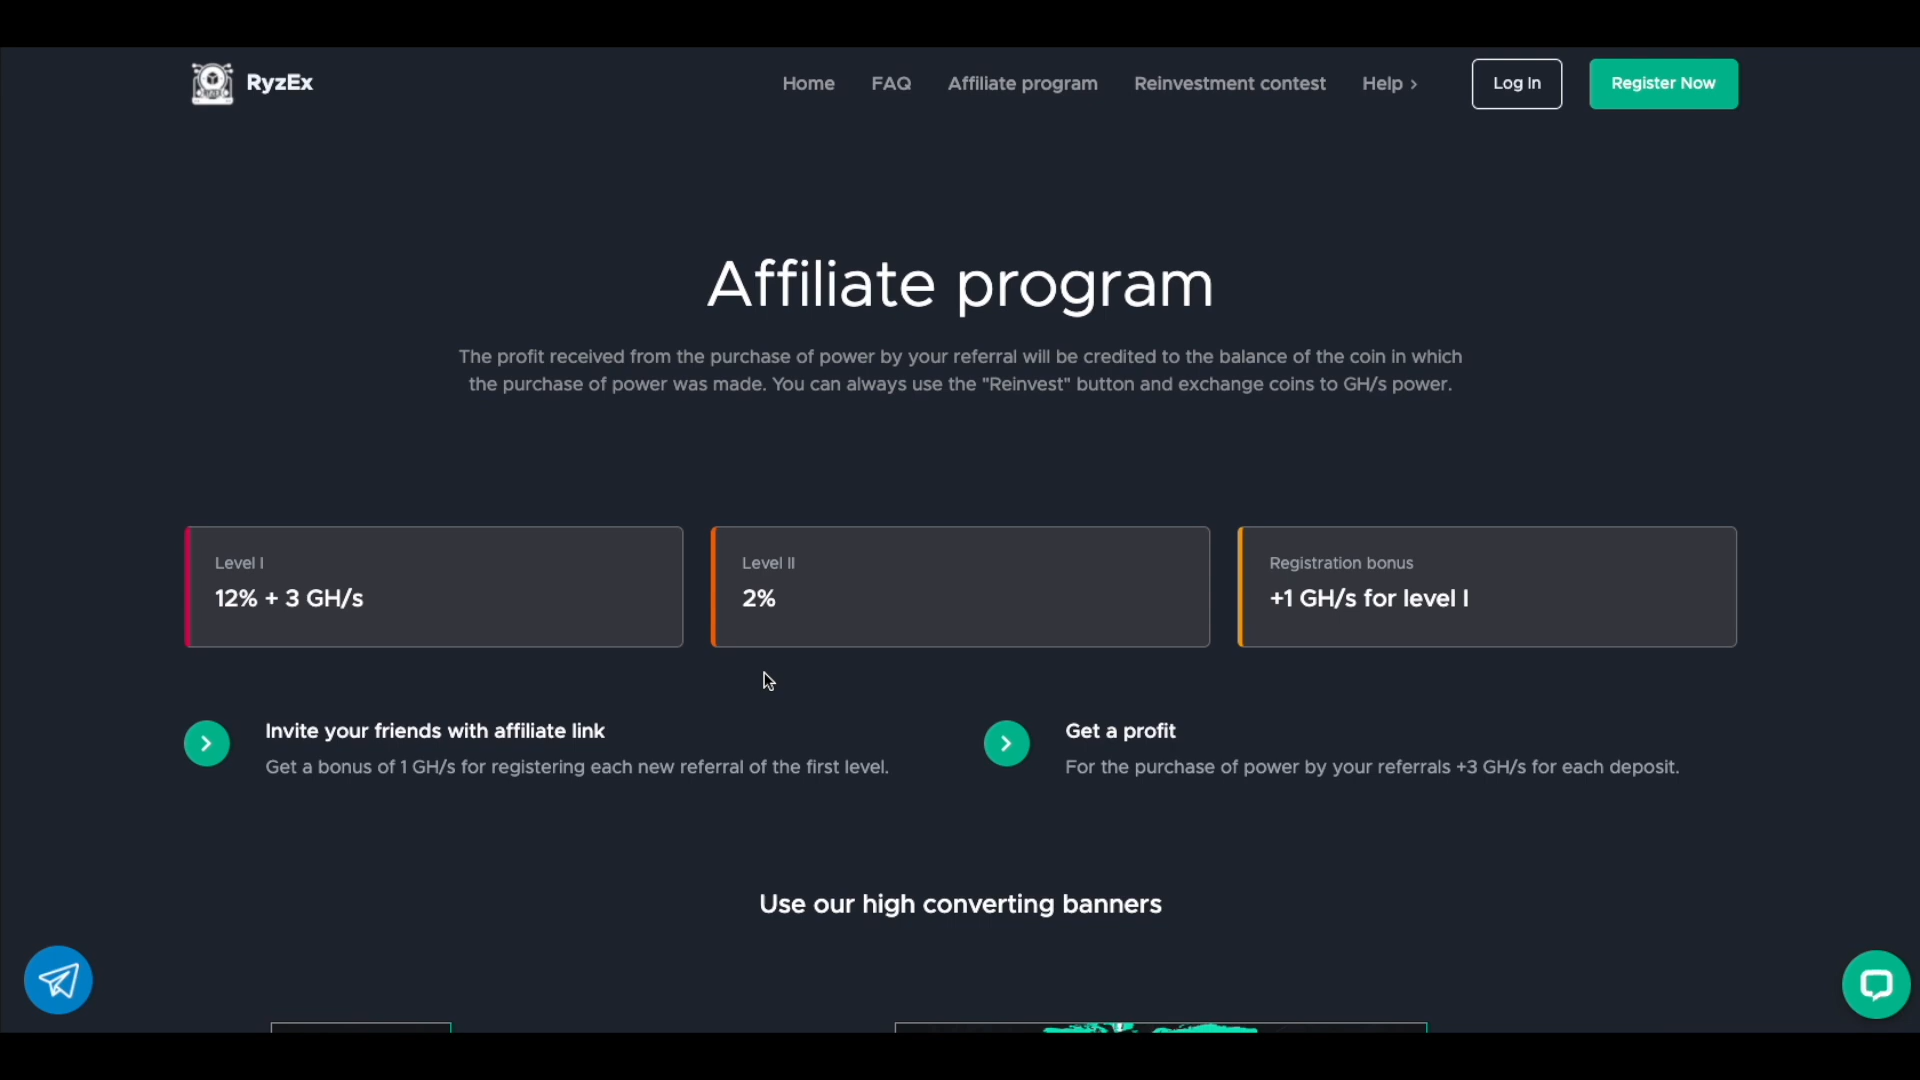 RyzEx
Home
FAQ
Affiliate program
Reinvestment contest
Help
Log In
Register Now
Affiliate program
The profit received from the purchase of power by your referral will be credited to the balance of the coin in which
the purchase of power was made. You can always use the "Reinvest" button and exchange coins to GH/s power.
Level I
12% + 3 GH/s
Level II
2%
Registration bonus
+1 GH/s for level I
Invite your friends with affiliate link
Get a bonus of 1 GH/s for registering each new referral of the first level.
Get a profit
For the purchase of power by your referrals +3 GH/s for each deposit.
Use our high converting banners